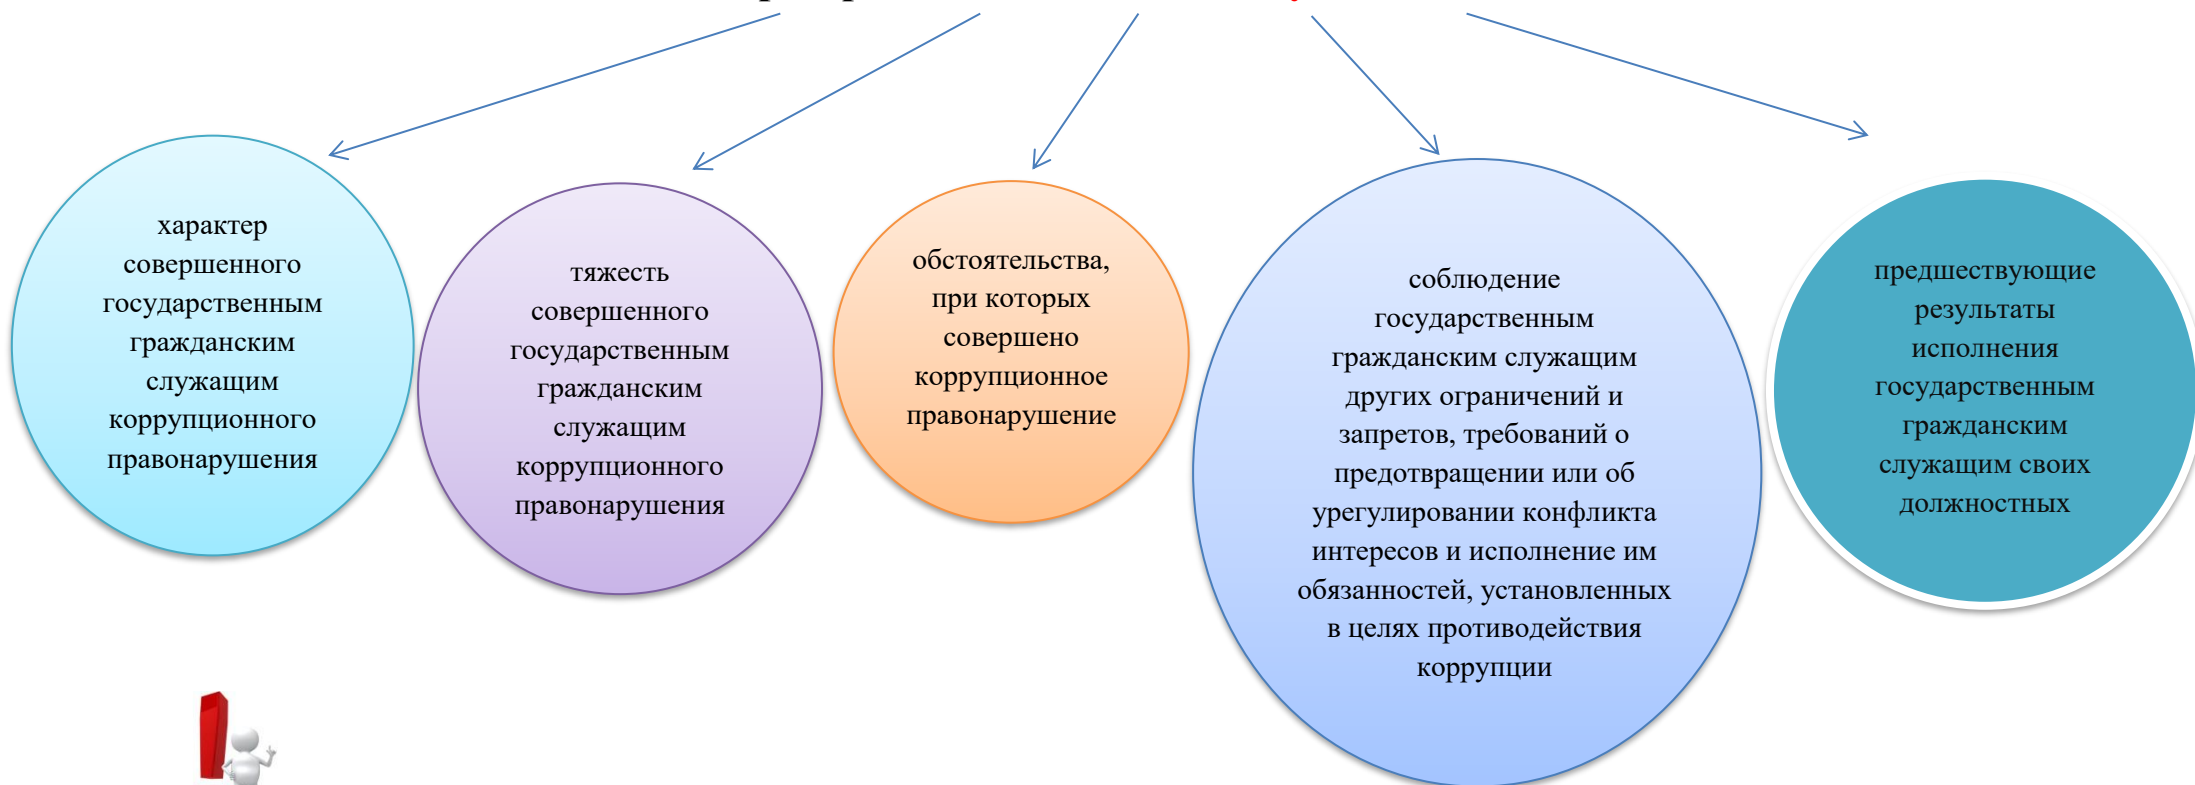 характер
совершенного
государственным
гражданским
служащим
коррупционного
правонарушения
тяжесть
совершенного
государственным
гражданским
служащим
коррупционного
правонарушения
обстоятельства,
при которых
совершено
коррупционное
правонарушение
соблюдение
государственным
гражданским служащим
других ограничений и
запретов, требований о
предотвращении или об
урегулировании конфликта
интересов и исполнение им
обязанностей, установленных
в целях противодействия
коррупции
предшествующие
результаты
исполнения
государственным
гражданским
служащим своих
должностных